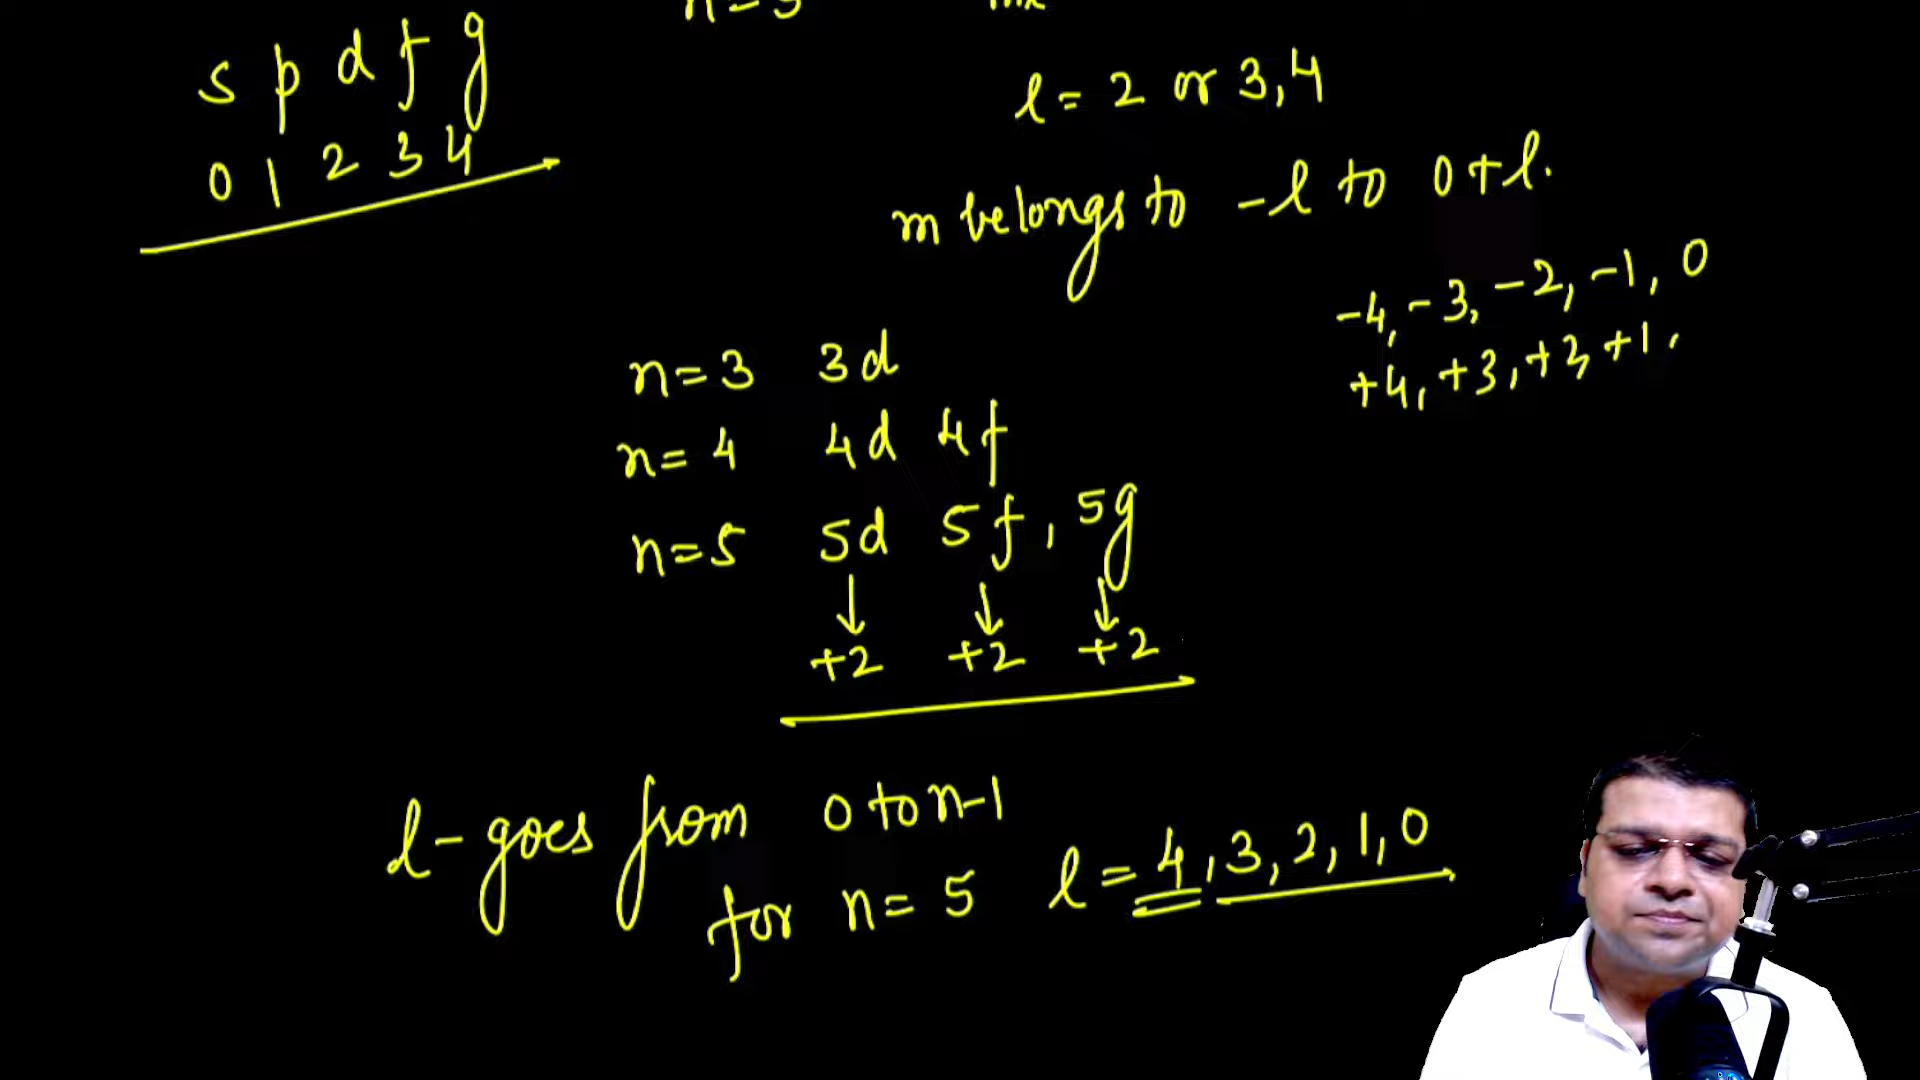 n=5
s p d f g
0 1 2 3 4
l = 2 or 3,4
m belongs to -l to 0 +l.
-4, -3, -2, -1, 0
+4, +3, +2, +1,
n=3 3d
n=4 4d 4f
n=5 5d 5f, 5g
↓ ↓ ↓
+2 +2 +2
l - goes from 0 to n-1
for n=5 l = 4, 3, 2, 1, 0